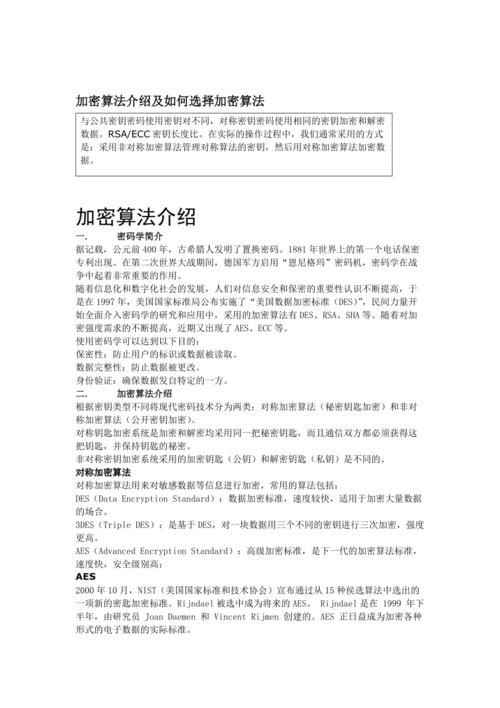 加密算法介绍及如何选择加密算法
与公共密钥密码使用密钥对不同，对称密钥密码使用相同的密钥加密和解密
数据。RSA/ECC 密钥长度比。在实际的操作过程中，我们通常采用的方式
是：采用非对称加密算法管理对称算法的密钥，然后用对称加密算法加密数
据。
加密算法介绍
一. 密码学简介
据记载，公元前 400 年，古希腊人发明了置换密码。1881 年世界上的第一个电话保密
专利出现。在第二次世界大战期间，德国军方启用“恩尼格玛”密码机，密码学在战
争中起着非常重要的作用。
随着信息化和数字化社会的发展，人们对信息安全和保密的重要性认识不断提高，于
是在 1997 年，美国国家标准局公布实施了“美国数据加密标准（DES）”，民间力量开
始全面介入密码学的研究和应用中，采用的加密算法有 DES、RSA、SHA 等。随着对加
密强度需求的不断提高，近期又出现了 AES、ECC 等。
使用密码学可以达到以下目的：
保密性：防止用户的标识或数据被读取。
数据完整性：防止数据被更改。
身份验证：确保数据发自特定的一方。
二. 加密算法介绍
根据密钥类型不同将现代密码技术分为两类：对称加密算法（秘密钥匙加密）和非对
称加密算法（公开密钥加密）。
对称钥匙加密系统是加密和解密均采用同一把秘密钥匙，而且通信双方都必须获得这
把钥匙，并保持钥匙的秘密。
非对称密钥加密系统采用的加密钥匙（公钥）和解密钥匙（私钥）是不同的。
对称加密算法
对称加密算法用来对敏感数据等信息进行加密，常用的算法包括：
DES（Data Encryption Standard）：数据加密标准，速度较快，适用于加密大量数据
的场合。
3DES（Triple DES）：是基于 DES，对一块数据用三个不同的密钥进行三次加密，强度
更高。
AES（Advanced Encryption Standard）：高级加密标准，是下一代的加密算法标准，
速度快，安全级别高；
AES
2000 年 10 月，NIST（美国国家标准和技术协会）宣布通过从 15 种侯选算法中选出的
一项新的密匙加密标准。Rijndael 被选中成为将来的 AES。 Rijndael 是在 1999 年下
半年，由研究员 Joan Daemen 和 Vincent Rijmen 创建的。AES 正日益成为加密各种
形式的电子数据的实际标准。